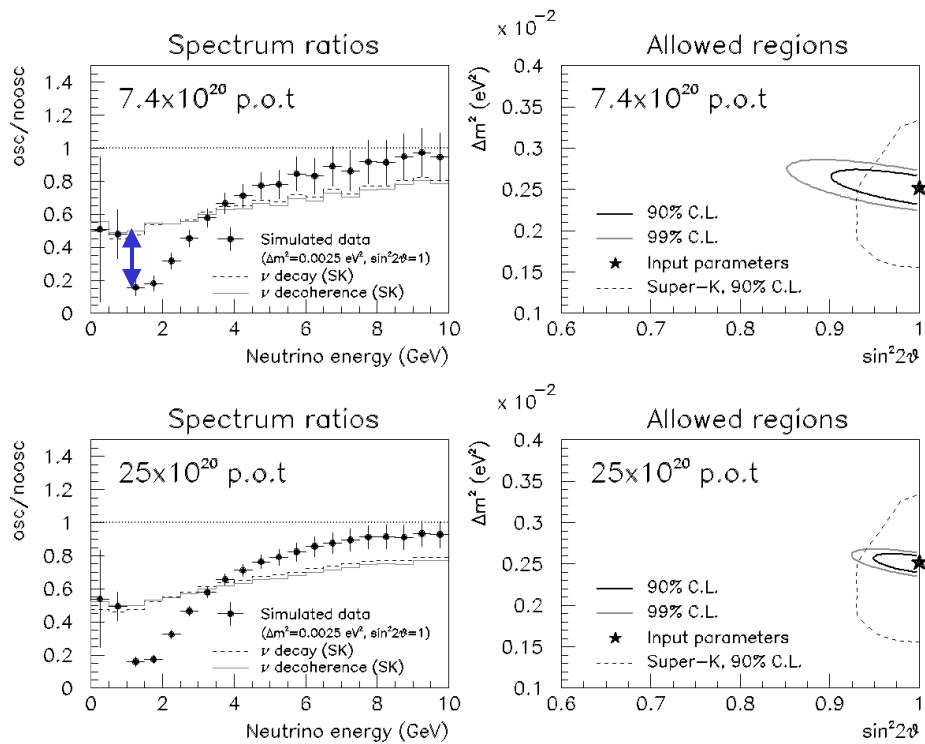 Spectrum ratios
osc/noosc
1.4
1.2
1
0.8
0.6
0.4
0.2
0
7.4x10²⁰ p.o.t
Simulated data
(Δm²=0.0025 eV², sin²2ϑ=1)
ν decay (SK)
ν decoherence (SK)
0 2 4 6 8 10
Neutrino energy (GeV)
x 10⁻²
Allowed regions
Δm² (eV²)
0.4
0.35
0.3
0.25
0.2
0.15
0.1
7.4x10²⁰ p.o.t
90% C.L.
99% C.L.
Input parameters
Super-K, 90% C.L.
0.6 0.7 0.8 0.9 1
sin²2ϑ
Spectrum ratios
osc/noosc
1.4
1.2
1
0.8
0.6
0.4
0.2
0
25x10²⁰ p.o.t
Simulated data
(Δm²=0.0025 eV², sin²2ϑ=1)
ν decay (SK)
ν decoherence (SK)
0 2 4 6 8 10
Neutrino energy (GeV)
x 10⁻²
Allowed regions
Δm² (eV²)
0.4
0.35
0.3
0.25
0.2
0.15
0.1
25x10²⁰ p.o.t
90% C.L.
99% C.L.
Input parameters
Super-K, 90% C.L.
0.6 0.7 0.8 0.9 1
sin²2ϑ